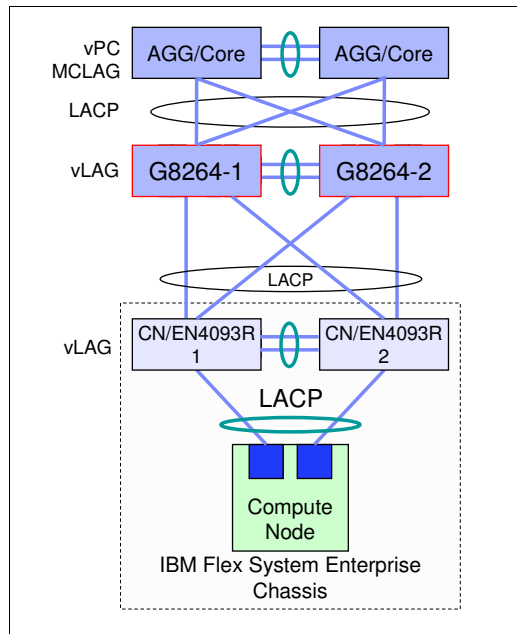 vPC
MCLAG
AGG/Core
AGG/Core
LACP
vLAG
G8264-1
G8264-2
LACP
vLAG
CN/EN4093R
1
CN/EN4093R
2
LACP
Compute
Node
IBM Flex System Enterprise
Chassis